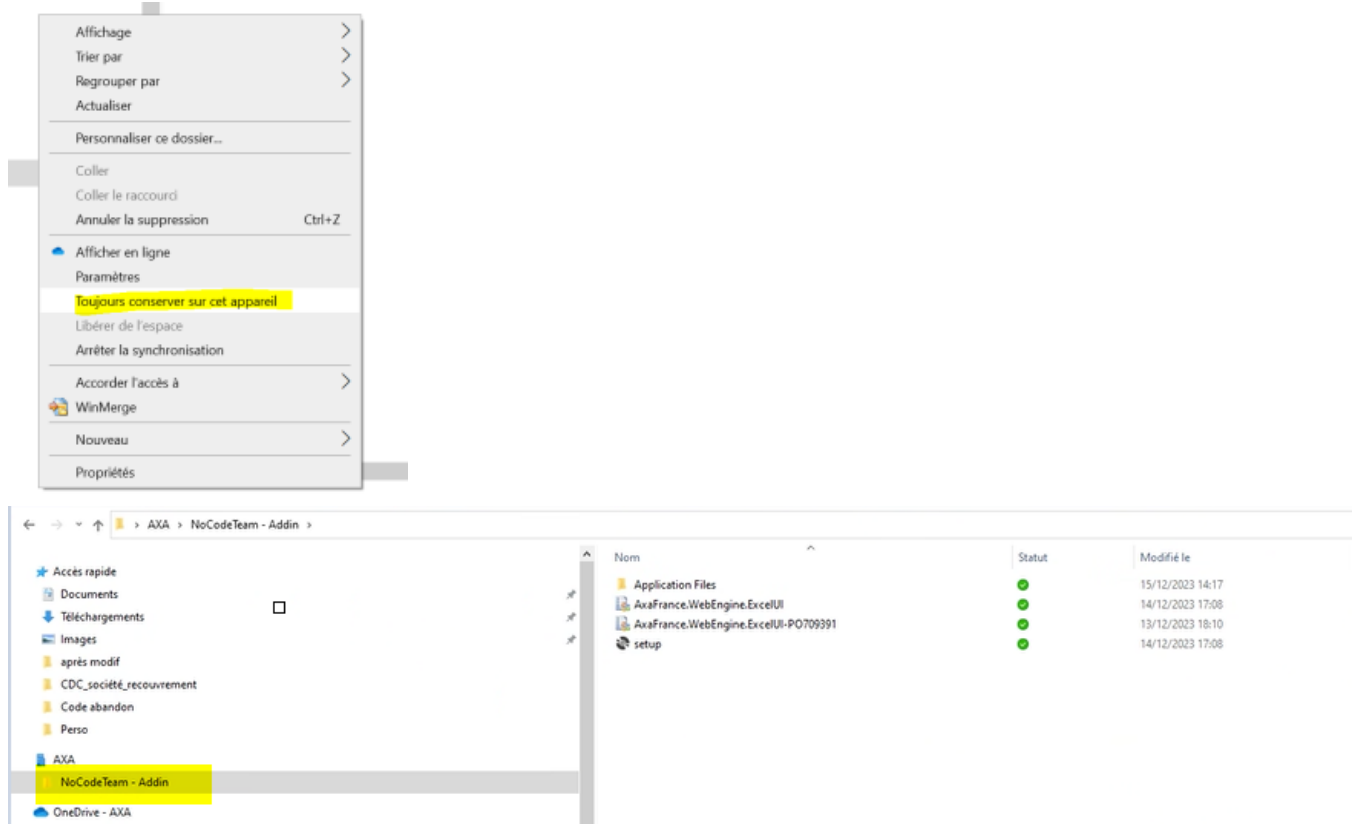 Affichage
Trier par
Regrouper par
Actualiser
Personnaliser ce dossier...
Coller
Coller le raccourci
Annuler la suppression Ctrl+Z
Afficher en ligne
Paramètres
Toujours conserver sur cet appareil
Libérer de l'espace
Arrêter la synchronisation
Accorder l'accès à
WinMerge
Nouveau
Propriétés
AXA > NoCodeTeam - Addin >
Accès rapide
Documents
Téléchargements
Images
après modif
CDC_société_recouvrement
Code abandon
Perso
AXA
NoCodeTeam - Addin
OneDrive - AXA
Nom Statut Modifié le
Application Files 15/12/2023 14:17
AxaFrance.WebEngine.ExcelUI 14/12/2023 17:08
AxaFrance.WebEngine.ExcelUI-PO709391 13/12/2023 18:10
setup 14/12/2023 17:08